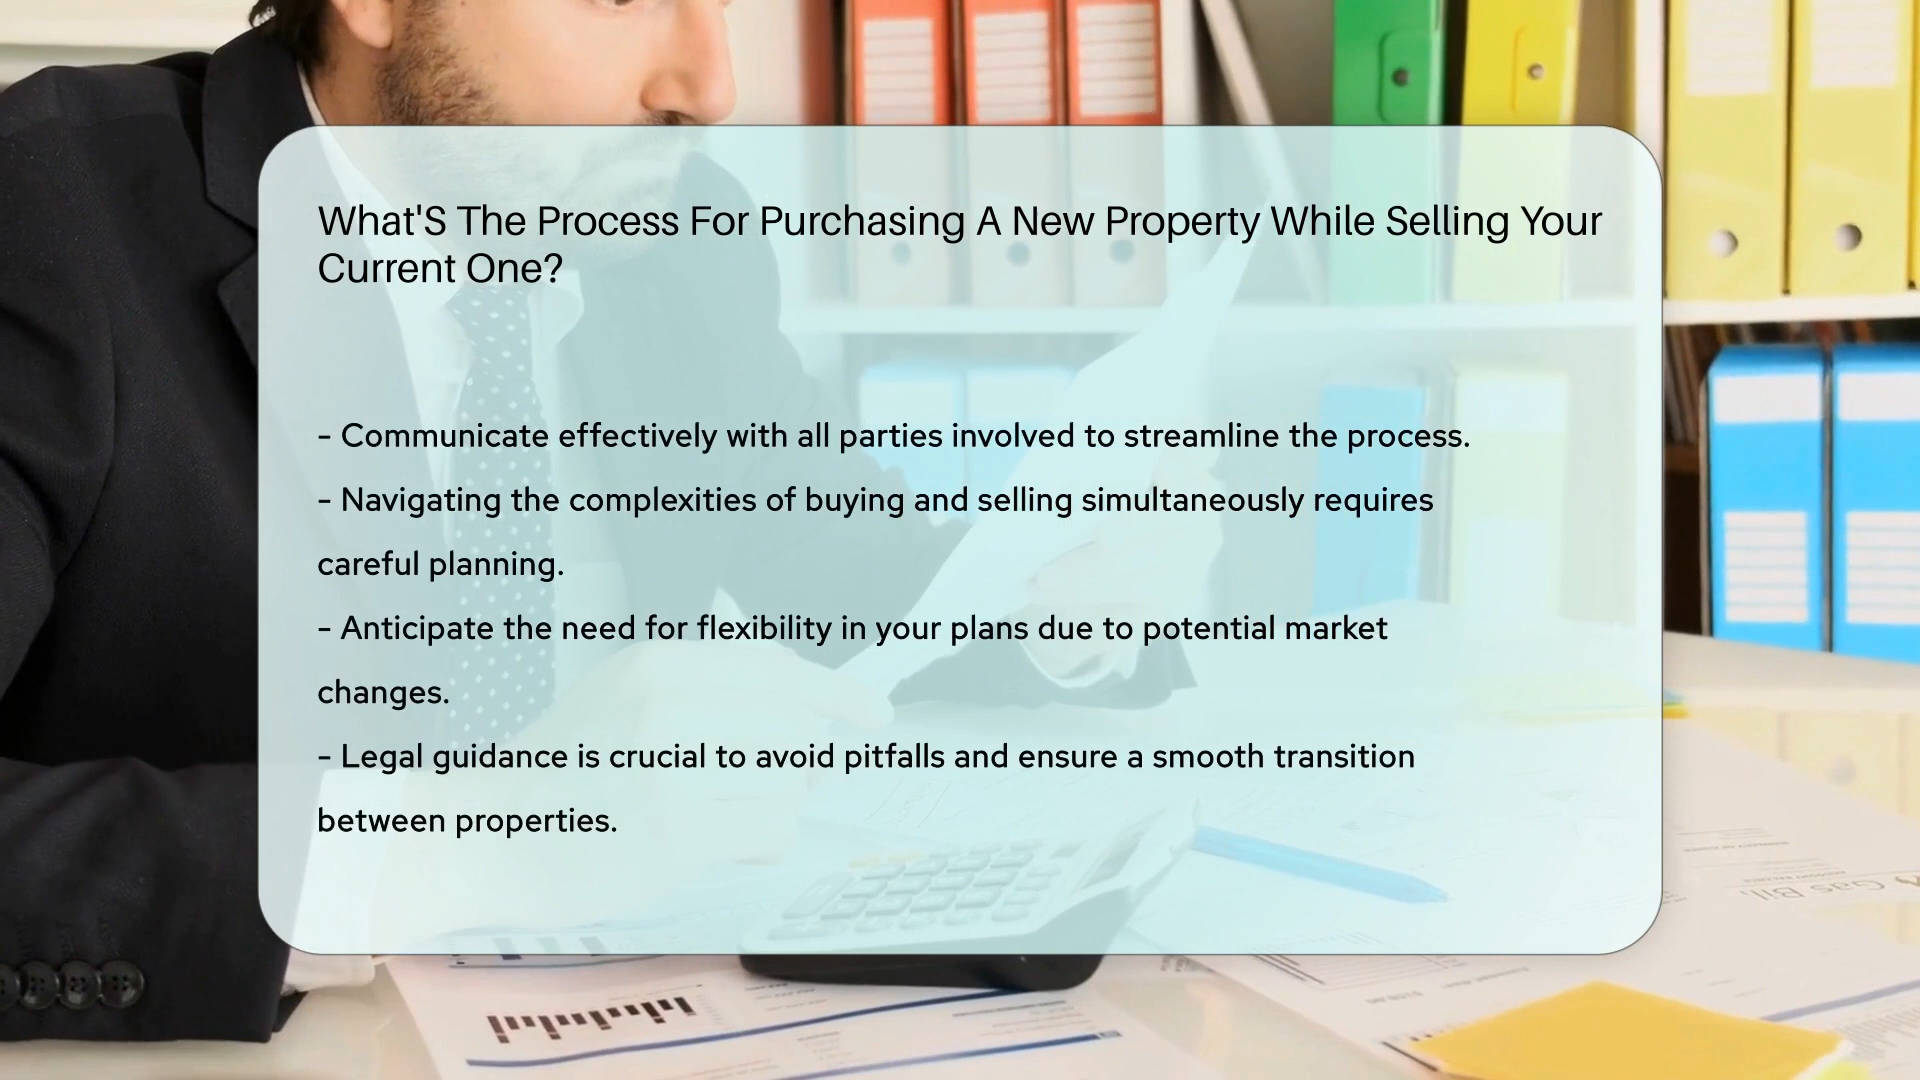 What'S The Process For Purchasing A New Property While Selling Your
Current One?
- Communicate effectively with all parties involved to streamline the process.
- Navigating the complexities of buying and selling simultaneously requires
careful planning.
- Anticipate the need for flexibility in your plans due to potential market
changes.
- Legal guidance is crucial to avoid pitfalls and ensure a smooth transition
between properties.
Gas Bill